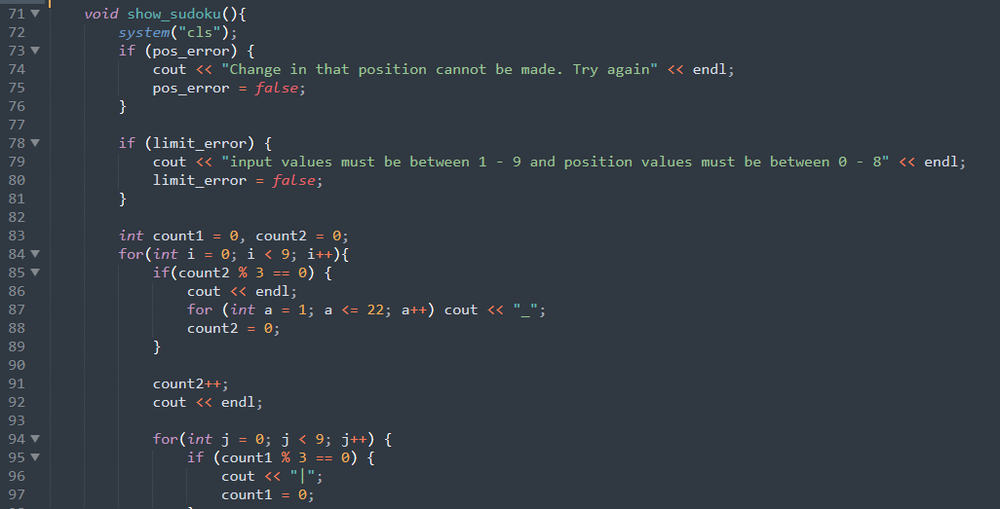 71 void show_sudoku(){
72 system("cls");
73 if (pos_error) {
74 cout << "Change in that position cannot be made. Try again" << endl;
75 pos_error = false;
76 }
77
78 if (limit_error) {
79 cout << "input values must be between 1 - 9 and position values must be between 0 - 8" << endl;
80 limit_error = false;
81 }
82
83 int count1 = 0, count2 = 0;
84 for(int i = 0; i < 9; i++){
85 if(count2 % 3 == 0) {
86 cout << endl;
87 for (int a = 1; a <= 22; a++) cout << "_";
88 count2 = 0;
89 }
90
91 count2++;
92 cout << endl;
93
94 for(int j = 0; j < 9; j++) {
95 if (count1 % 3 == 0) {
96 cout << "|";
97 count1 = 0;